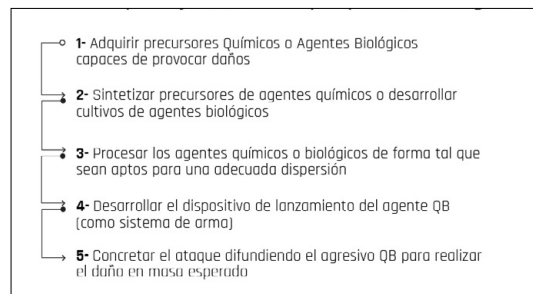 1- Adquirir precursores Químicos o Agentes Biológicos
capaces de provocar daños
2- Sintetizar precursores de agentes químicos o desarrollar
cultivos de agentes biológicos
3- Procesar los agentes químicos o biológicos de forma tal que
sean aptos para una adecuada dispersión
4- Desarrollar el dispositivo de lanzamiento del agente QB
(como sistema de arma)
5- Concretar el ataque difundiendo el agresivo QB para realizar
el daño en masa esperado